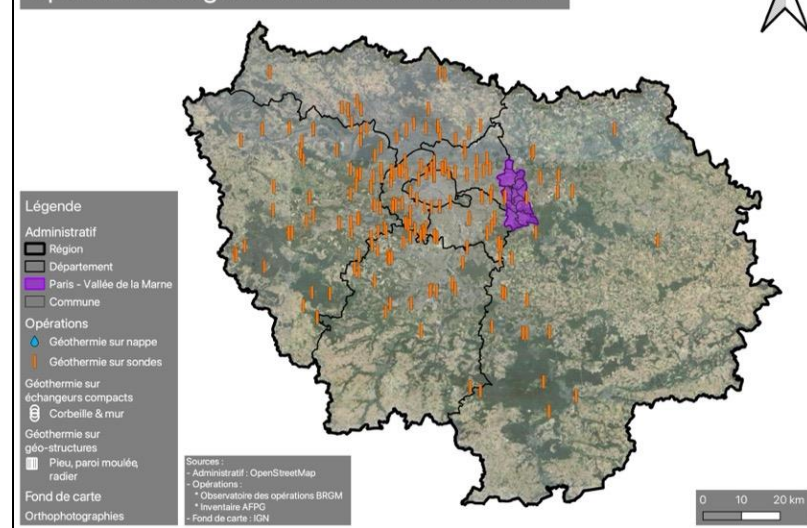 Légende
Administratif
Région
Département
Paris - Vallée de la Marne
Commune
Opérations
Géothermie sur nappe
Géothermie sur sondes
Géothermie sur
échangeurs compacts
Corbeille & mur
Géothermie sur
géo-structures
Pieu, paroi moulée,
radier
Fond de carte
Orthophotographies
Sources :
- Administratif : OpenStreetMap
- Opérations :
* Observatoire des opérations BRGM
* Inventaire AFPG
- Fond de carte : IGN
0 10 20 km